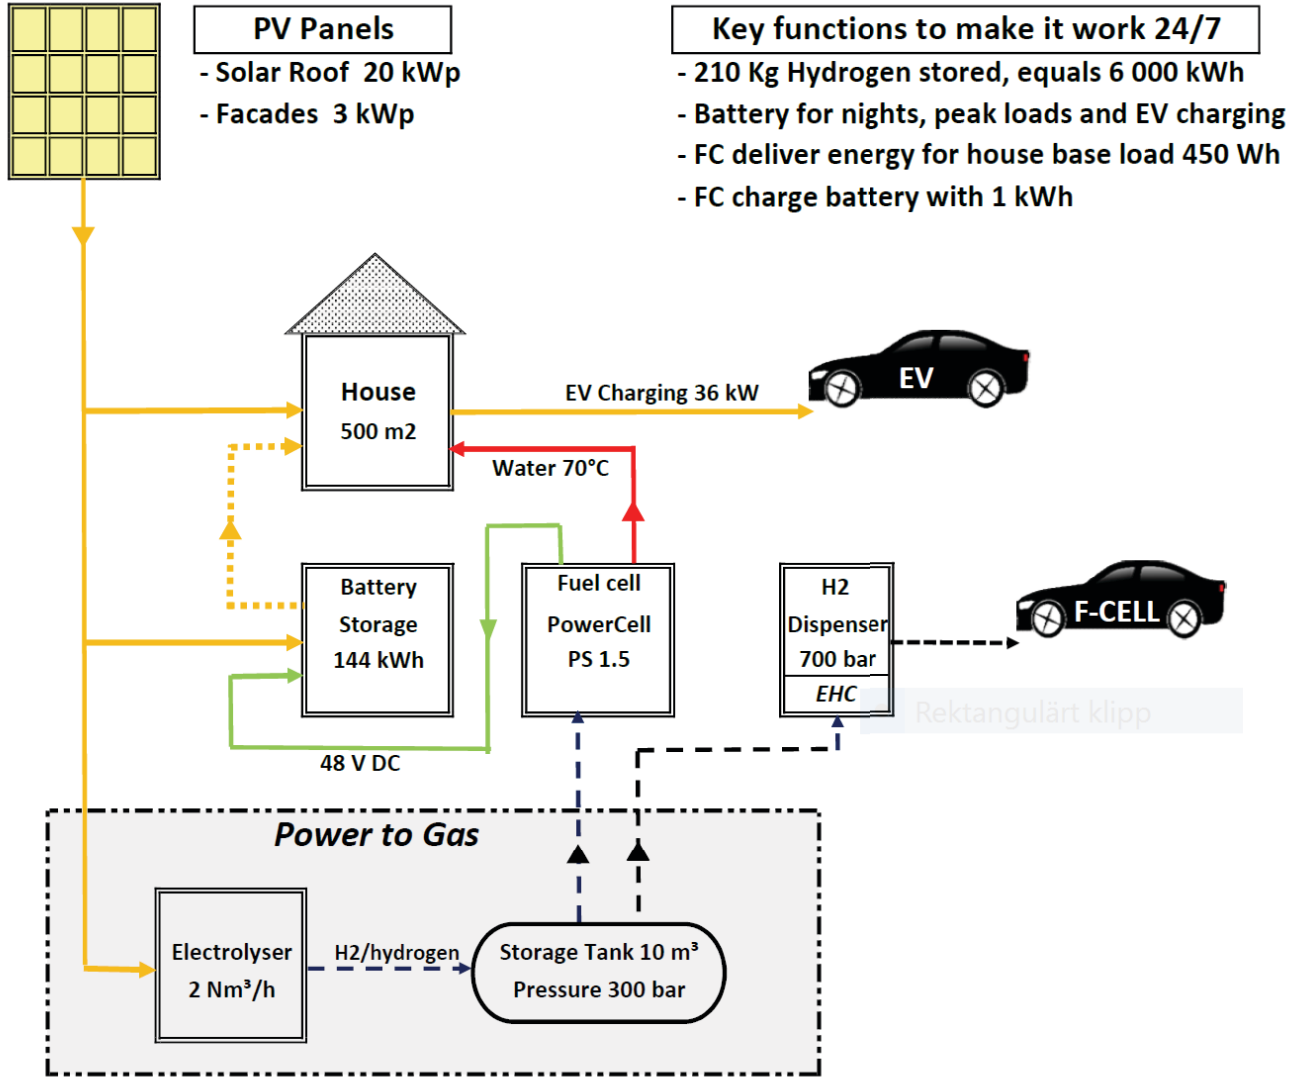 PV Panels
- Solar Roof 20 kWp
- Facades 3 kWp
Key functions to make it work 24/7
- 210 Kg Hydrogen stored, equals 6 000 kWh
- Battery for nights, peak loads and EV charging
- FC deliver energy for house base load 450 Wh
- FC charge battery with 1 kWh
House
500 m2
EV Charging 36 kW
EV
Water 70°C
Battery
Storage
144 kWh
Fuel cell
PowerCell
PS 1.5
H2
Dispenser
700 bar
EHC
F-CELL
Rektangulärt klipp
48 V DC
Power to Gas
Electrolyser
2 Nm³/h
H2/hydrogen
Storage Tank 10 m³
Pressure 300 bar